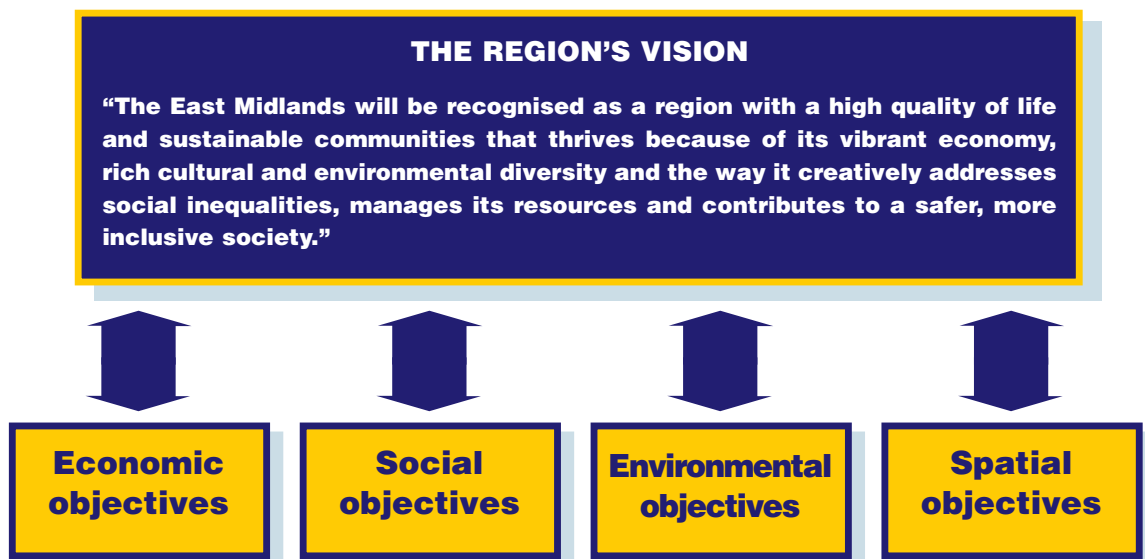 THE REGION’S VISION
“The East Midlands will be recognised as a region with a high quality of life
and sustainable communities that thrives because of its vibrant economy,
rich cultural and environmental diversity and the way it creatively addresses
social inequalities, manages its resources and contributes to a safer, more
inclusive society.”
Economic
objectives
Social
objectives
Environmental
objectives
Spatial
objectives